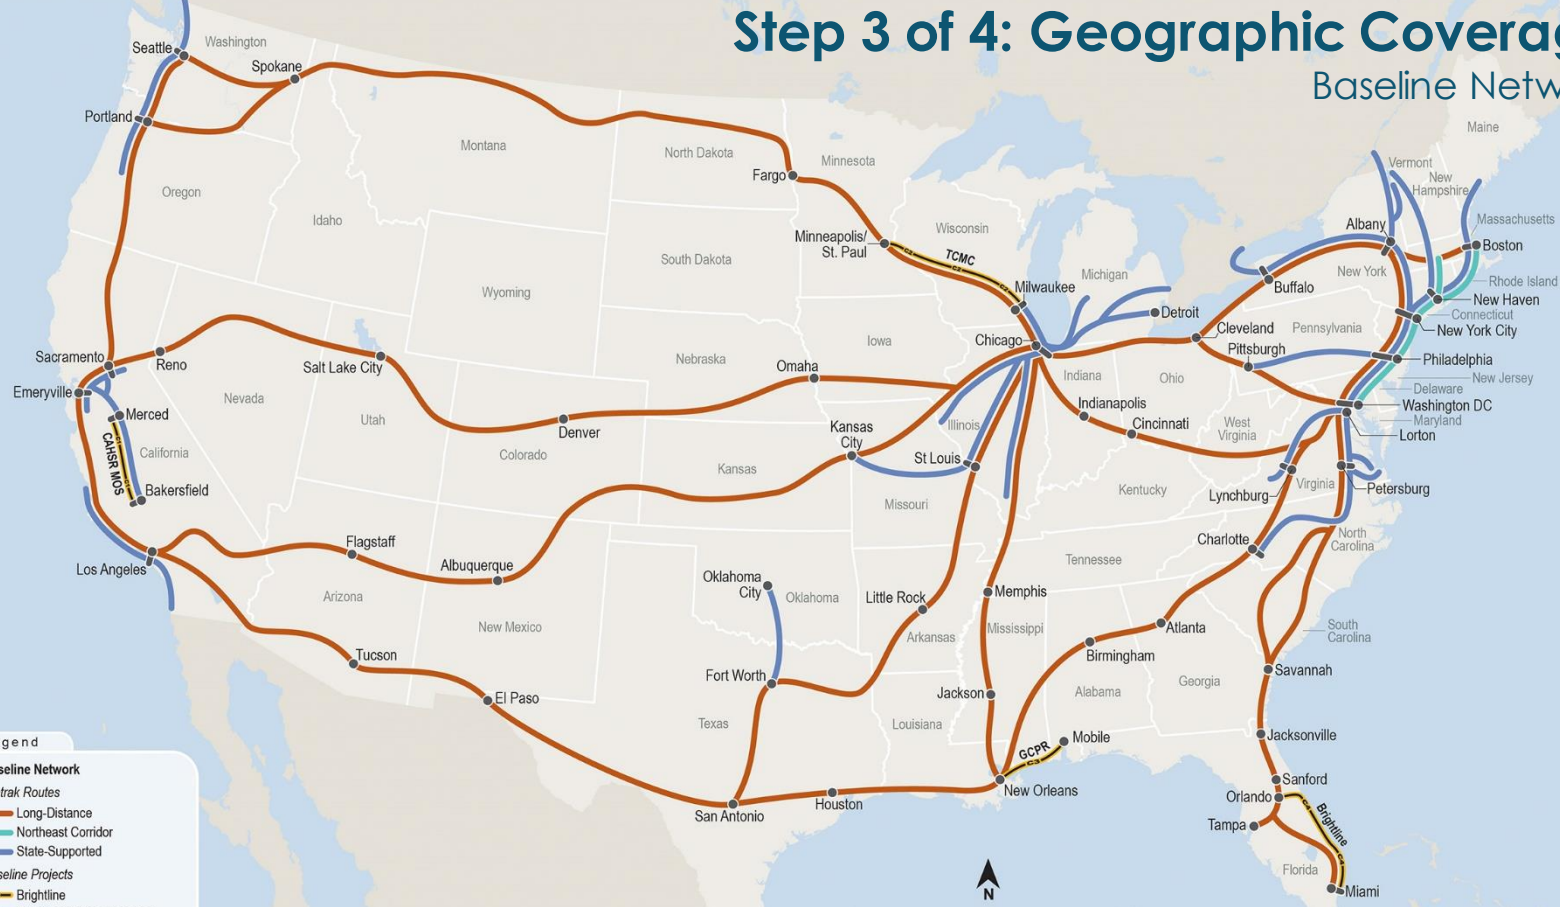 Step 3 of 4: Geographic Coverag
Baseline Netw
Seattle
Washington
Spokane
Portland
Oregon
Idaho
Montana
North Dakota
Fargo
Minnesota
Minneapolis/
St. Paul
TCMC
Wisconsin
Milwaukee
Michigan
South Dakota
Wyoming
Detroit
Chicago
Sacramento
Reno
Salt Lake City
Emeryville
Merced
CAHSR MOS
California
Bakersfield
Nevada
Utah
Nebraska
Omaha
Iowa
Denver
Colorado
Kansas
Kansas
City
Illinois
St Louis
Missouri
Indiana
Indianapolis
Cincinnati
Ohio
Cleveland
Pittsburgh
Pennsylvania
Buffalo
New York
Albany
Vermont
New
Hampshire
Maine
Massachusetts
Boston
Rhode Island
New Haven
Connecticut
New York City
Philadelphia
New Jersey
Delaware
Washington DC
Maryland
Lorton
West
Virginia
Virginia
Lynchburg
Petersburg
Kentucky
Tennessee
Charlotte
North
Carolina
South
Carolina
Los Angeles
Flagstaff
Albuquerque
Arizona
New Mexico
Tucson
El Paso
Oklahoma
City
Oklahoma
Fort Worth
Texas
San Antonio
Houston
Little Rock
Arkansas
Memphis
Mississippi
Jackson
Louisiana
New Orleans
GCPR
Mobile
Alabama
Birmingham
Atlanta
Georgia
Savannah
Jacksonville
Sanford
Orlando
Tampa
Brightline
Florida
Miami
N
gend
seline Network
trak Routes
Long-Distance
Northeast Corridor
State-Supported
seline Projects
Brightline